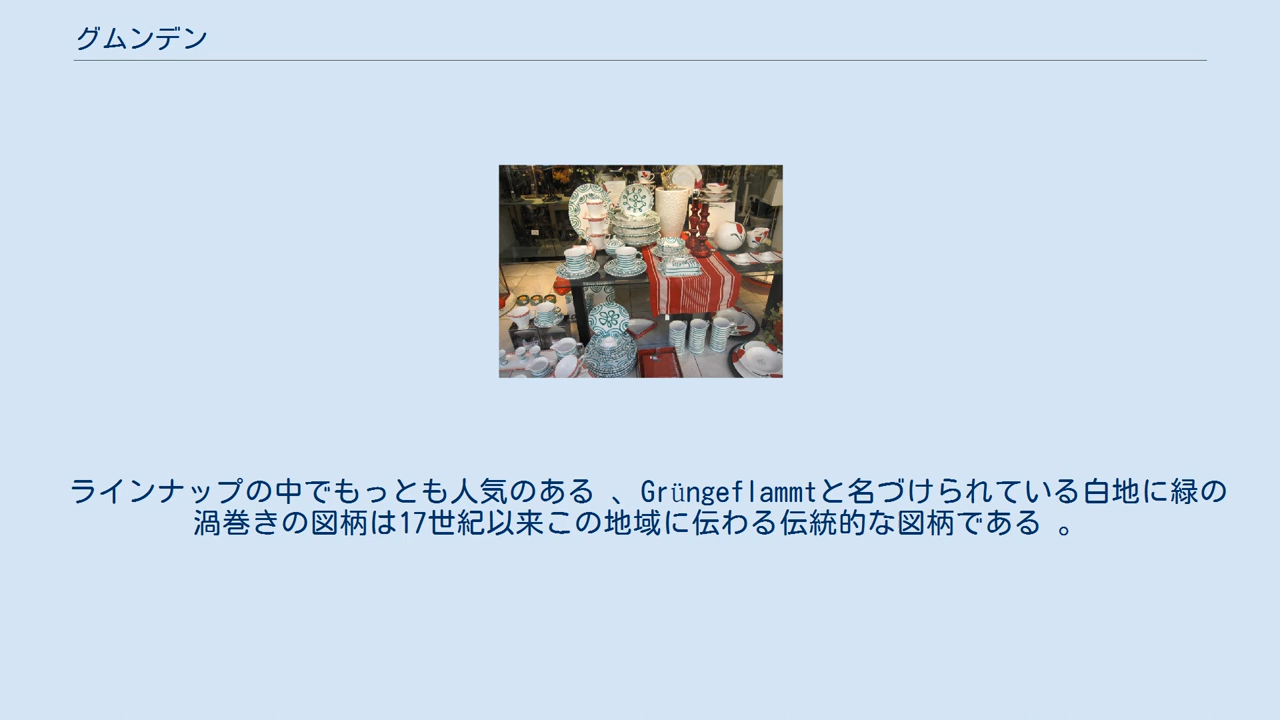 グムンデン
ラインナップの中でもっとも人気のある 、Grüngeflammtと名づけられている白地に緑の
渦巻きの図柄は17世紀以来この地域に伝わる伝統的な図柄である 。